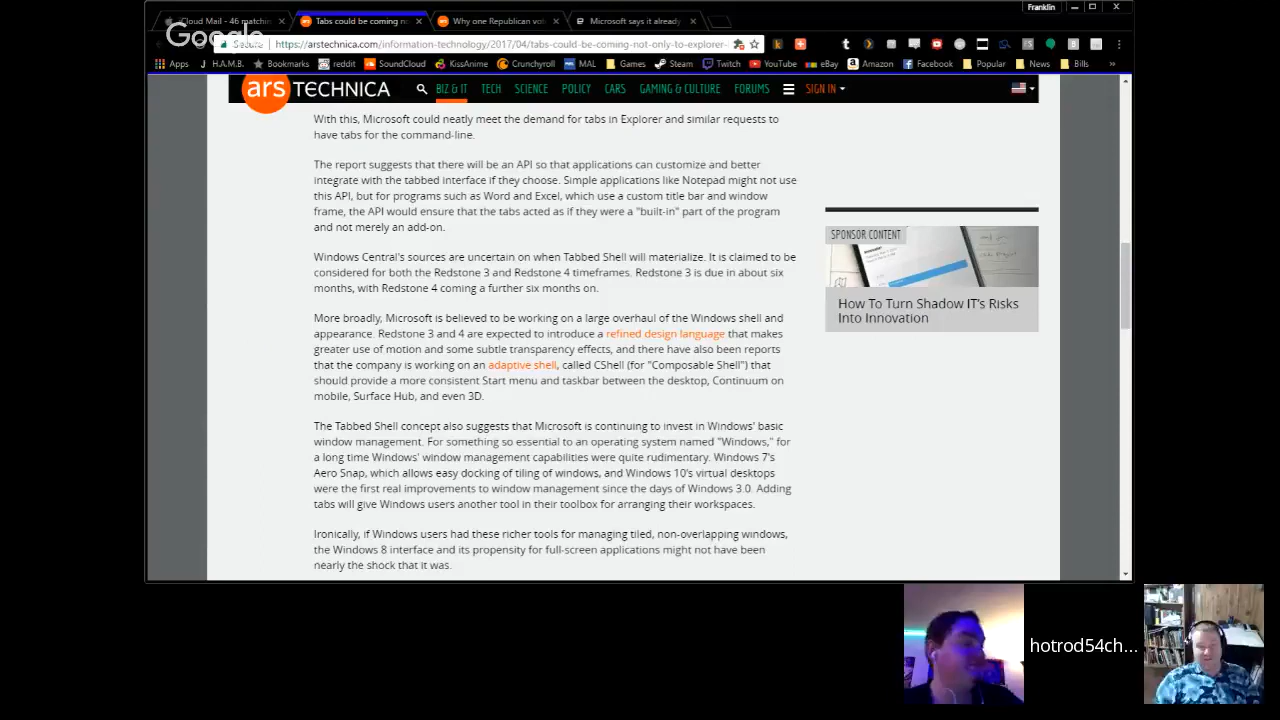 Franklin
iCloud Mail - 46 matchin
Tabs could be coming no
Why one Republican vot
Microsoft says it already
Google
Secure
https://arstechnica.com/information-technology/2017/04/tabs-could-be-coming-not-only-to-explorer-
Apps
H.A.M.B.
Bookmarks
reddit
SoundCloud
KissAnime
Crunchyroll
MAL
Games
Steam
Twitch
YouTube
eBay
Amazon
Facebook
Popular
News
Bills
ars TECHNICA
BIZ & IT
TECH
SCIENCE
POLICY
CARS
GAMING & CULTURE
FORUMS
SIGN IN
With this, Microsoft could neatly meet the demand for tabs in Explorer and similar requests to
have tabs for the command-line.
The report suggests that there will be an API so that applications can customize and better
integrate with the tabbed interface if they choose. Simple applications like Notepad might not use
this API, but for programs such as Word and Excel, which use a custom title bar and window
frame, the API would ensure that the tabs acted as if they were a "built-in" part of the program
and not merely an add-on.
Windows Central's sources are uncertain on when Tabbed Shell will materialize. It is claimed to be
considered for both the Redstone 3 and Redstone 4 timeframes. Redstone 3 is due in about six
months, with Redstone 4 coming a further six months on.
More broadly, Microsoft is believed to be working on a large overhaul of the Windows shell and
appearance. Redstone 3 and 4 are expected to introduce a refined design language that makes
greater use of motion and some subtle transparency effects, and there have also been reports
that the company is working on an adaptive shell, called CShell (for "Composable Shell") that
should provide a more consistent Start menu and taskbar between the desktop, Continuum on
mobile, Surface Hub, and even 3D.
The Tabbed Shell concept also suggests that Microsoft is continuing to invest in Windows' basic
window management. For something so essential to an operating system named "Windows," for
a long time Windows' window management capabilities were quite rudimentary. Windows 7's
Aero Snap, which allows easy docking of tiling of windows, and Windows 10's virtual desktops
were the first real improvements to window management since the days of Windows 3.0. Adding
tabs will give Windows users another tool in their toolbox for arranging their workspaces.
Ironically, if Windows users had these richer tools for managing tiled, non-overlapping windows,
the Windows 8 interface and its propensity for full-screen applications might not have been
nearly the shock that it was.
SPONSOR CONTENT
How To Turn Shadow IT's Risks
Into Innovation
hotrod54ch...